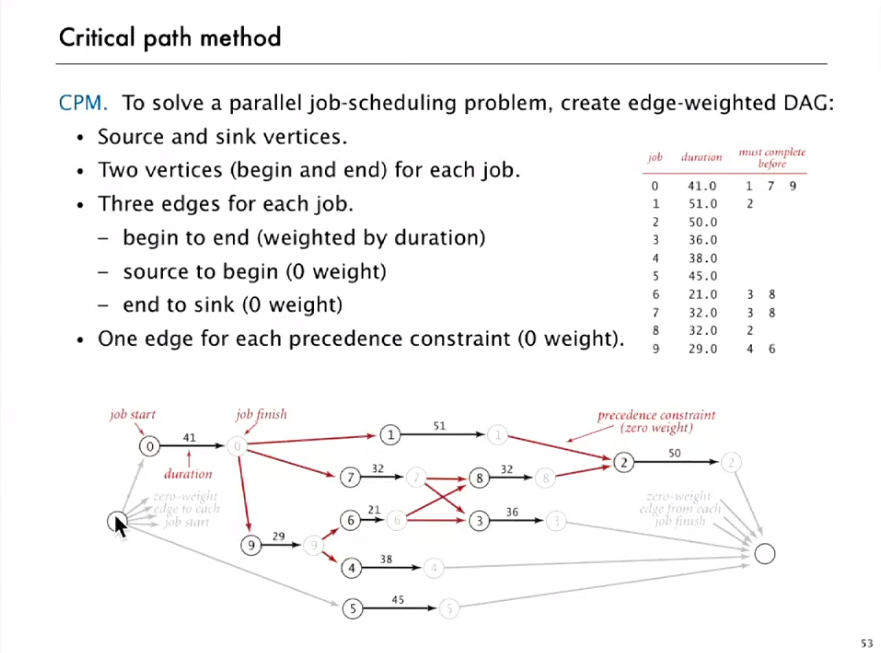 Critical path method
CPM. To solve a parallel job-scheduling problem, create edge-weighted DAG:
• Source and sink vertices.
• Two vertices (begin and end) for each job.
• Three edges for each job.
– begin to end (weighted by duration)
– source to begin (0 weight)
– end to sink (0 weight)
• One edge for each precedence constraint (0 weight).
job duration must complete
before
0 41.0 1 7 9
1 51.0 2
2 50.0
3 36.0
4 38.0
5 45.0
6 21.0 3 8
7 32.0 3 8
8 32.0 2
9 29.0 4 6
job start
job finish
precedence constraint
(zero weight)
0 41 0
1 51 1
2 50 2
duration
7 32 7
8 32 8
zero-weight
edge to each
job start
zero-weight
edge from each
job finish
6 21 6
3 36 3
9 29 9
4 38 4
5 45 5
53